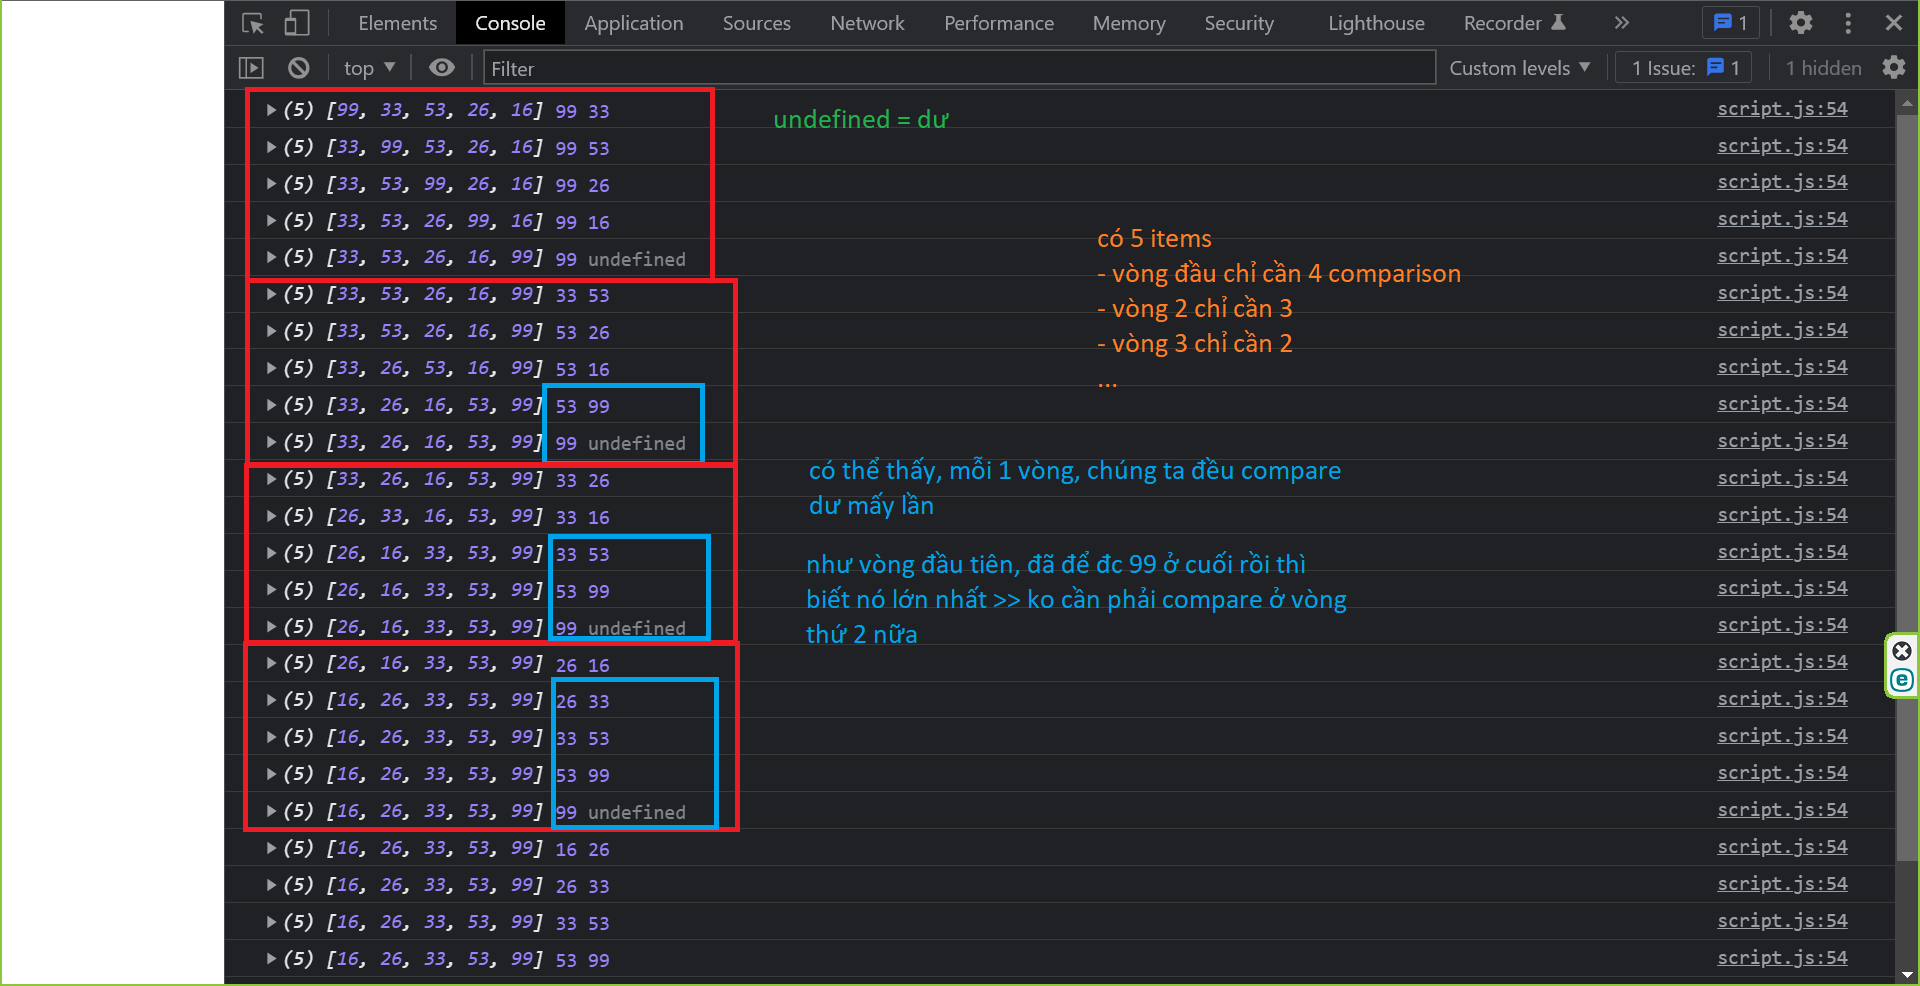 Elements Console Application Sources Network Performance Memory Security Lighthouse Recorder » 1
top Filter Custom levels 1 Issue: 1 1 hidden
(5) [99, 33, 53, 26, 16] 99 33 script.js:54
undefined = dư
(5) [33, 99, 53, 26, 16] 99 53 script.js:54
(5) [33, 53, 99, 26, 16] 99 26 script.js:54
(5) [33, 53, 26, 99, 16] 99 16 script.js:54
(5) [33, 53, 26, 16, 99] 99 undefined script.js:54
(5) [33, 53, 26, 16, 99] 33 53 script.js:54
(5) [33, 53, 26, 16, 99] 53 26 script.js:54
(5) [33, 26, 53, 16, 99] 53 16 script.js:54
(5) [33, 26, 16, 53, 99] 53 99 script.js:54
(5) [33, 26, 16, 53, 99] 99 undefined script.js:54
có 5 items
- vòng đầu chỉ cần 4 comparison
- vòng 2 chỉ cần 3
- vòng 3 chỉ cần 2
...
(5) [33, 26, 16, 53, 99] 33 26 script.js:54
(5) [26, 33, 16, 53, 99] 33 16 script.js:54
(5) [26, 16, 33, 53, 99] 33 53 script.js:54
(5) [26, 16, 33, 53, 99] 53 99 script.js:54
(5) [26, 16, 33, 53, 99] 99 undefined script.js:54
có thể thấy, mỗi 1 vòng, chúng ta đều compare
dư mấy lần
như vòng đầu tiên, đã để đc 99 ở cuối rồi thì
biết nó lớn nhất >> ko cần phải compare ở vòng
thứ 2 nữa
(5) [26, 16, 33, 53, 99] 26 16 script.js:54
(5) [16, 26, 33, 53, 99] 26 33 script.js:54
(5) [16, 26, 33, 53, 99] 33 53 script.js:54
(5) [16, 26, 33, 53, 99] 53 99 script.js:54
(5) [16, 26, 33, 53, 99] 99 undefined script.js:54
(5) [16, 26, 33, 53, 99] 16 26 script.js:54
(5) [16, 26, 33, 53, 99] 26 33 script.js:54
(5) [16, 26, 33, 53, 99] 33 53 script.js:54
(5) [16, 26, 33, 53, 99] 53 99 script.js:54